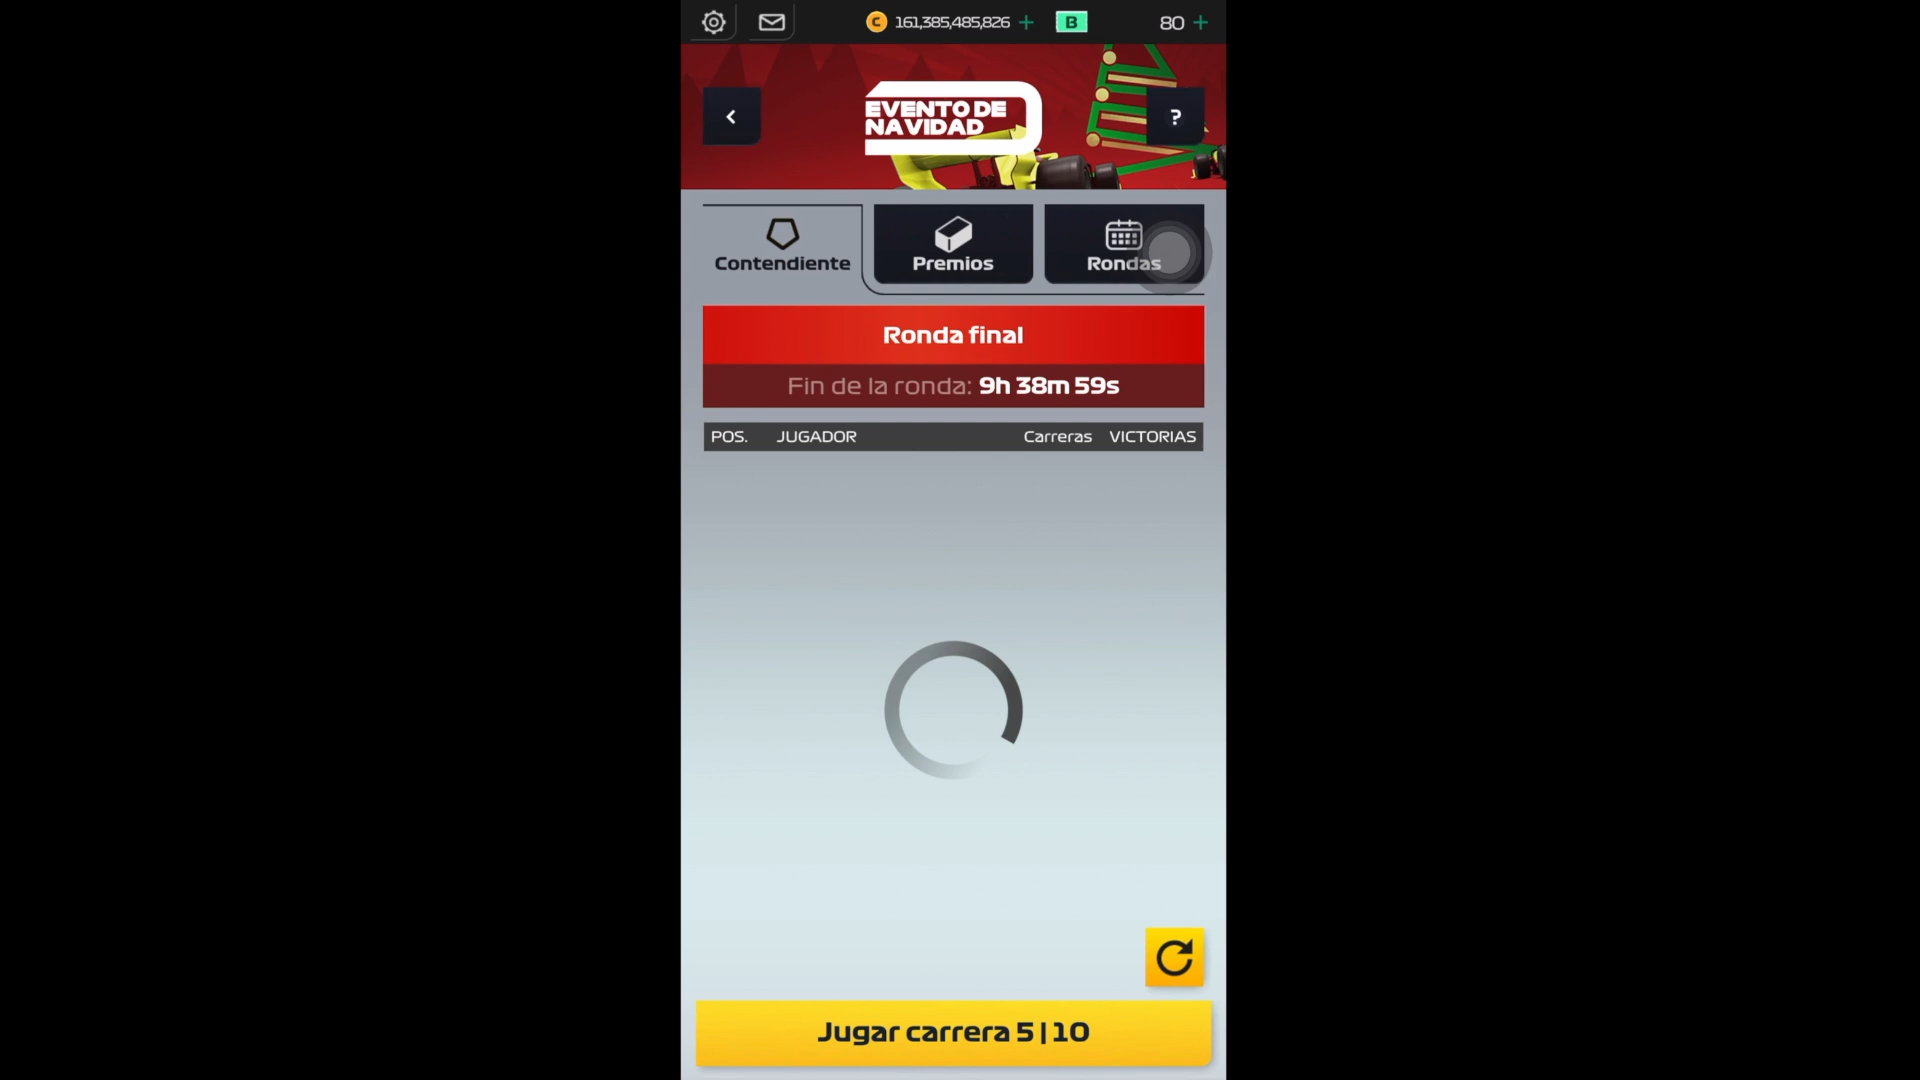 C 161,385,485,826 + B 80 +
EVENTO DE
NAVIDAD
?
Contendiente Premios Rondas
Ronda final
Fin de la ronda: 9h 38m 59s
POS. JUGADOR Carreras VICTORIAS
Jugar carrera 5|10